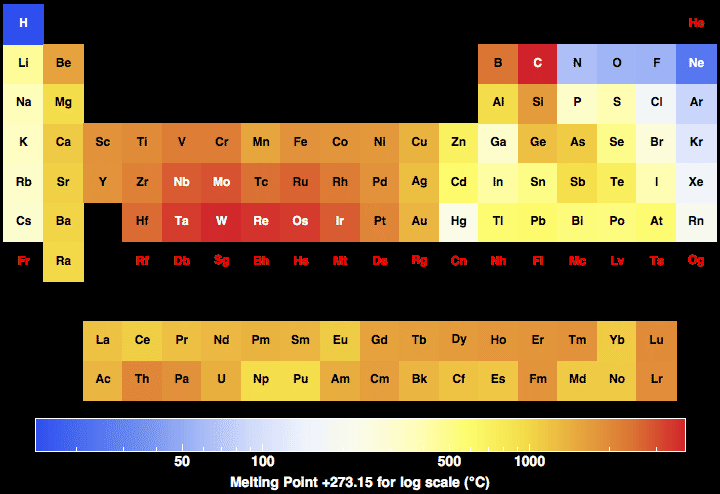 H He
Li Be B C N O F Ne
Na Mg Al Si P S Cl Ar
K Ca Sc Ti V Cr Mn Fe Co Ni Cu Zn Ga Ge As Se Br Kr
Rb Sr Y Zr Nb Mo Tc Ru Rh Pd Ag Cd In Sn Sb Te I Xe
Cs Ba Hf Ta W Re Os Ir Pt Au Hg Tl Pb Bi Po At Rn
Fr Ra Rf Db Sg Bh Hs Mt Ds Rg Cn Nh Fl Mc Lv Ts Og
La Ce Pr Nd Pm Sm Eu Gd Tb Dy Ho Er Tm Yb Lu
Ac Th Pa U Np Pu Am Cm Bk Cf Es Fm Md No Lr
50 100 500 1000
Melting Point +273.15 for log scale (°C)